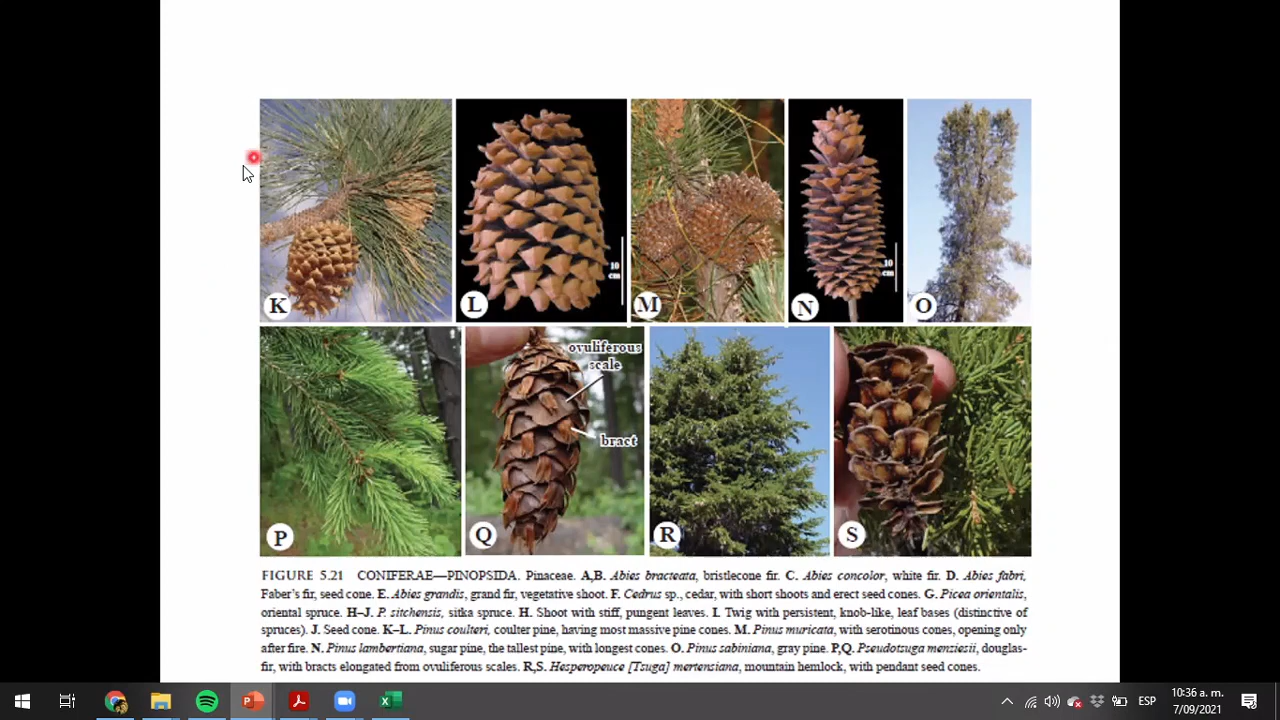 10
cm
10
cm
K
L
M
N
O
ovuliferous
scale
bract
P
Q
R
S
FIGURE 5.21 CONIFERAE—PINOPSIDA. Pinaceae. A,B. Abies bracteata, bristlecone fir. C. Abies concolor, white fir. D. Abies fabri,
Faber's fir, seed cone. E. Abies grandis, grand fir, vegetative shoot. F. Cedrus sp., cedar, with short shoots and erect seed cones. G. Picea orientalis,
oriental spruce. H–J. P. sitchensis, sitka spruce. H. Shoot with stiff, pungent leaves. I. Twig with persistent, knob-like, leaf bases (distinctive of
spruces). J. Seed cone. K–L. Pinus coulteri, coulter pine, having most massive pine cones. M. Pinus muricata, with serotinous cones, opening only
after fire. N. Pinus lambertiana, sugar pine, the tallest pine, with longest cones. O. Pinus sabiniana, gray pine. P,Q. Pseudotsuga menziesii, douglas-
fir, with bracts elongated from ovuliferous scales. R,S. Hesperopeuce [Tsuga] mertensiana, mountain hemlock, with pendant seed cones.
ESP
10:36 a. m.
7/09/2021